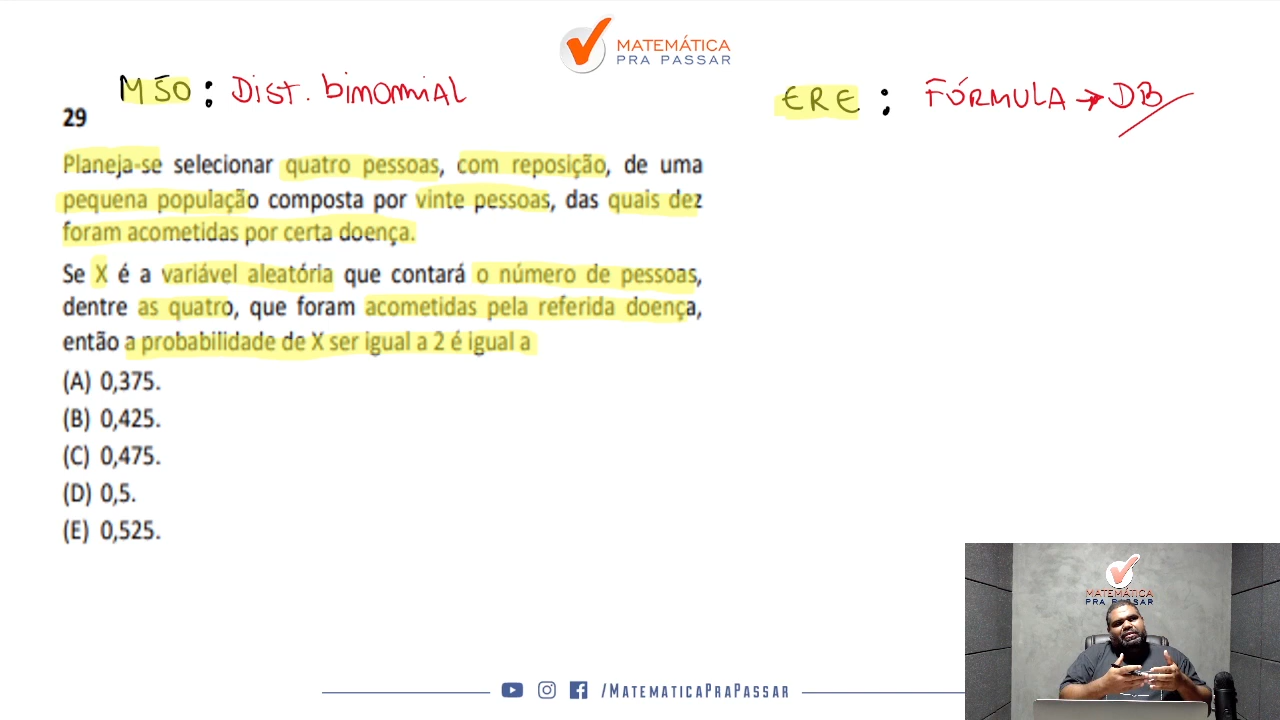 MATEMÁTICA
PRA PASSAR
M50: DIST. binomiAL
ERE: FÓRMULA → DB
29
Planeja-se selecionar quatro pessoas, com reposição, de uma
pequena população composta por vinte pessoas, das quais dez
foram acometidas por certa doença.
Se X é a variável aleatória que contará o número de pessoas,
dentre as quatro, que foram acometidas pela referida doença,
então a probabilidade de X ser igual a 2 é igual a
(A) 0,375.
(B) 0,425.
(C) 0,475.
(D) 0,5.
(E) 0,525.
MATEMÁTICA
PRA PASSAR
/MATEMATICAPRAPASSAR